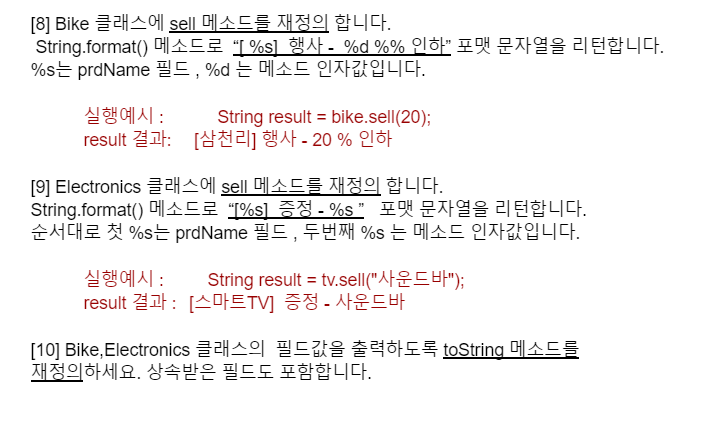 [8] Bike 클래스에 sell 메소드를 재정의 합니다.
String.format() 메소드로 “[ %s] 행사 - %d %% 인하” 포맷 문자열을 리턴합니다.
%s는 prdName 필드 , %d 는 메소드 인자값입니다.
실행예시 : String result = bike.sell(20);
result 결과: [삼천리] 행사 - 20 % 인하
[9] Electronics 클래스에 sell 메소드를 재정의 합니다.
String.format() 메소드로 “[%s] 증정 - %s ” 포맷 문자열을 리턴합니다.
순서대로 첫 %s는 prdName 필드 , 두번째 %s 는 메소드 인자값입니다.
실행예시 : String result = tv.sell("사운드바");
result 결과 : [스마트TV] 증정 - 사운드바
[10] Bike,Electronics 클래스의 필드값을 출력하도록 toString 메소드를
재정의하세요. 상속받은 필드도 포함합니다.